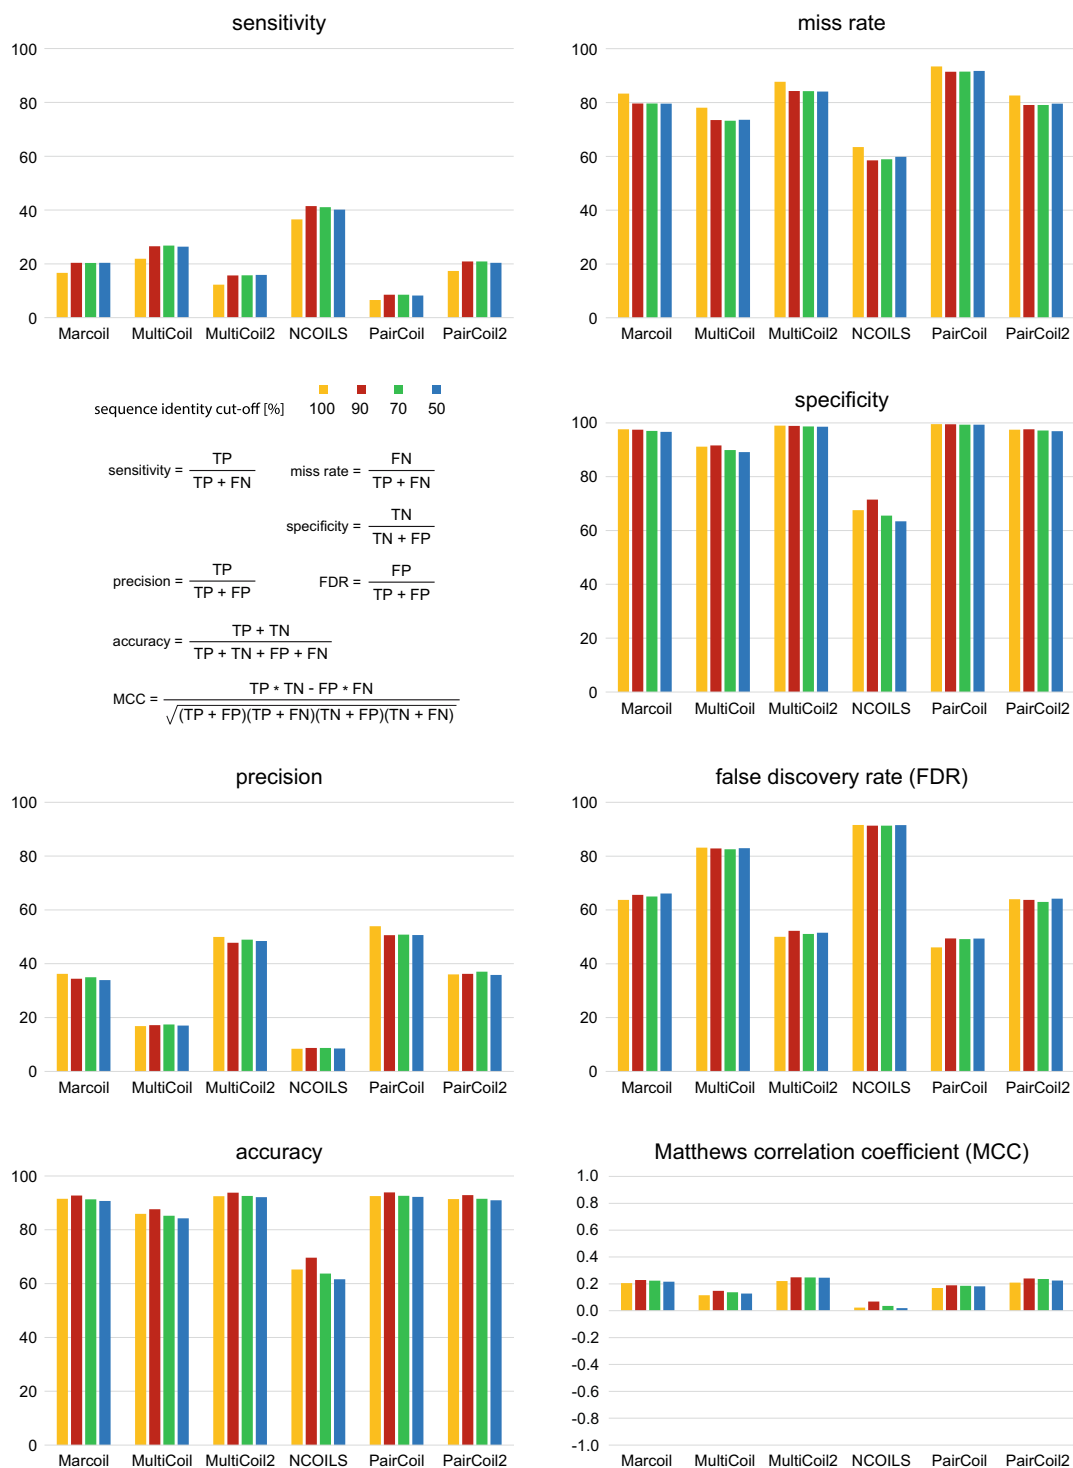 sensitivity
100
80
60
40
20
0
Marcoil MultiCoil MultiCoil2 NCOILS PairCoil PairCoil2
miss rate
100
80
60
40
20
0
Marcoil MultiCoil MultiCoil2 NCOILS PairCoil PairCoil2
sequence identity cut-off [%] 100 90 70 50
sensitivity = TP / TP + FN
miss rate = FN / TP + FN
specificity = TN / TN + FP
precision = TP / TP + FP
FDR = FP / TP + FP
accuracy = TP + TN / TP + TN + FP + FN
MCC = TP * TN - FP * FN / √(TP + FP)(TP + FN)(TN + FP)(TN + FN)
specificity
100
80
60
40
20
0
Marcoil MultiCoil MultiCoil2 NCOILS PairCoil PairCoil2
precision
100
80
60
40
20
0
Marcoil MultiCoil MultiCoil2 NCOILS PairCoil PairCoil2
false discovery rate (FDR)
100
80
60
40
20
0
Marcoil MultiCoil MultiCoil2 NCOILS PairCoil PairCoil2
accuracy
100
80
60
40
20
0
Marcoil MultiCoil MultiCoil2 NCOILS PairCoil PairCoil2
Matthews correlation coefficient (MCC)
1.0
0.8
0.6
0.4
0.2
0.0
-0.2
-0.4
-0.6
-0.8
-1.0
Marcoil MultiCoil MultiCoil2 NCOILS PairCoil PairCoil2